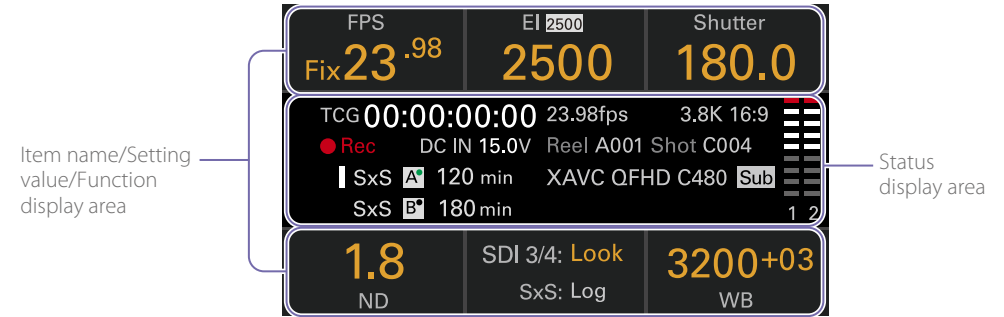 FPS EI 2500 Shutter
Fix23.98 2500 180.0
TCG 00:00:00:00 23.98fps 3.8K 16:9
Rec DC IN 15.0V Reel A001 Shot C004
SxS A 120 min XAVC QFHD C480 Sub
SxS B 180 min 1 2
1.8 SDI 3/4: Look 3200+03
ND SxS: Log WB
Item name/Setting
value/Function
display area
Status
display area